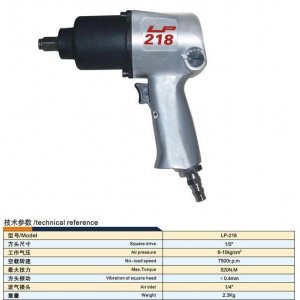 LP
218
技术参数 /technical reference
型号/Model LP-218
方头尺寸 Square drive 1/2"
工作气压 Air pressure 6-10kg/cm²
空载转速 No-load speed 7500r.p.m
最大扭力 Max.Torque 520N.M
方头振动 Vibration of square head <0.4mm
进气接头 Air inlet 1/4"
重量 Weight 2.3Kg